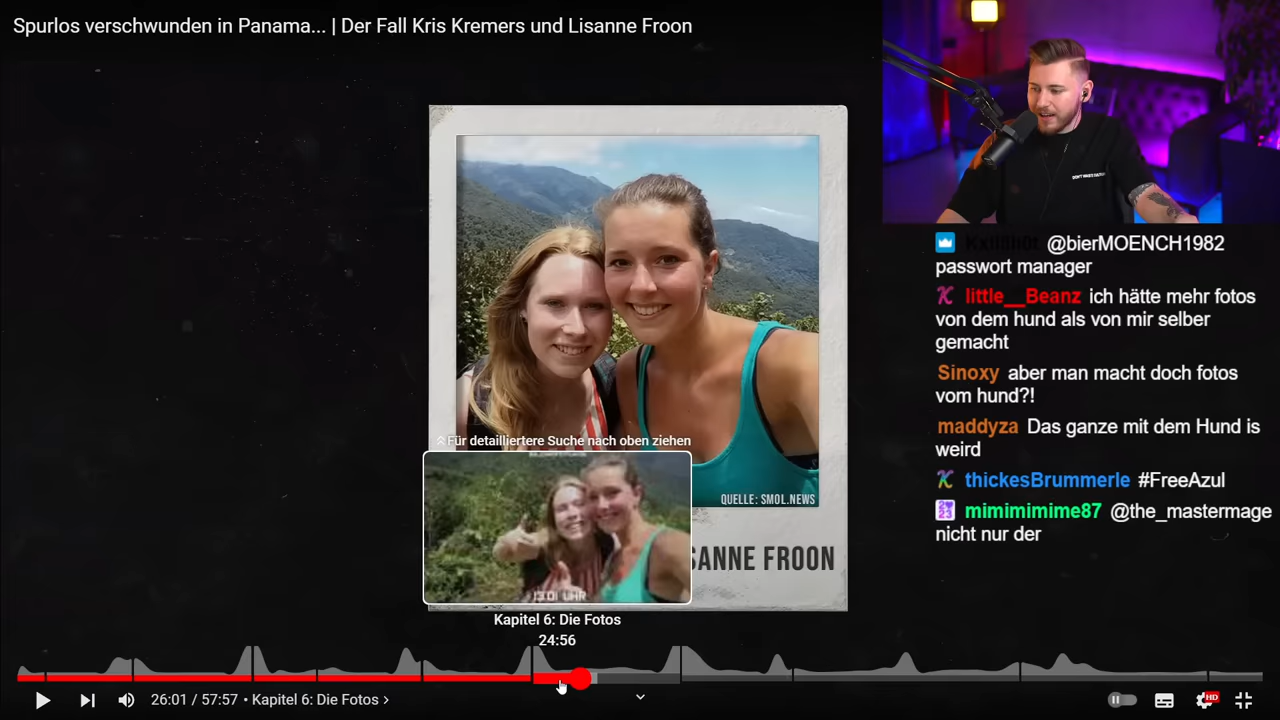 Spurlos verschwunden in Panama... | Der Fall Kris Kremers und Lisanne Froon
@bierMOENCH1982
passwort manager
little__Beanz ich hätte mehr fotos
von dem hund als von mir selber
gemacht
Sinoxy aber man macht doch fotos
vom hund?!
maddyza Das ganze mit dem Hund is
weird
thickesBrummerle #FreeAzul
mimimimime87 @the_mastermage
nicht nur der
Für detailliertere Suche nach oben ziehen
QUELLE: SMOL.NEWS
SANNE FROON
13:01 UHR
Kapitel 6: Die Fotos
24:56
26:01 / 57:57 • Kapitel 6: Die Fotos
HD